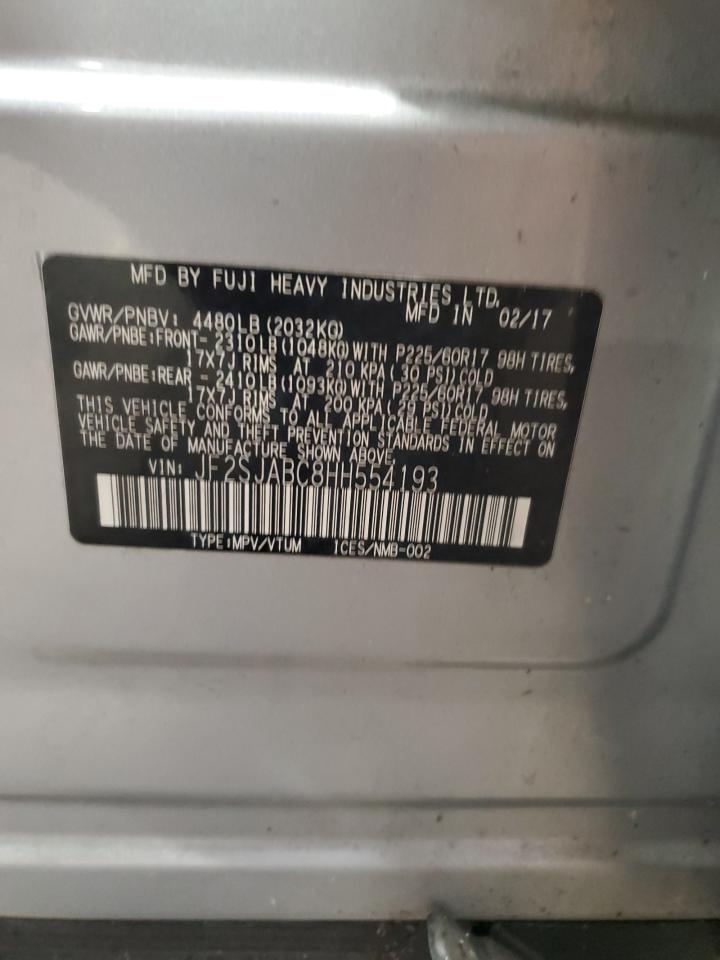 MFD BY FUJI HEAVY INDUSTRIES LTD.
MFD IN 02/17
GVWR/PNBV: 4480LB (2032KG)
GAWR/PNBE:FRONT- 2310LB (1048KG) WITH P225/60R17 98H TIRES,
17X7J RIMS AT 210 KPA ( 30 PSI) COLD
GAWR/PNBE:REAR - 2410LB (1093KG) WITH P225/60R17 98H TIRES,
17X7J RIMS AT 200 KPA ( 29 PSI) COLD
THIS VEHICLE CONFORMS TO ALL APPLICABLE FEDERAL MOTOR
VEHICLE SAFETY AND THEFT PREVENTION STANDARDS IN EFFECT ON
THE DATE OF MANUFACTURE SHOWN ABOVE.
VIN: JF2SJABC8HH554193
TYPE:MPV/VTUM ICES/NMB-002